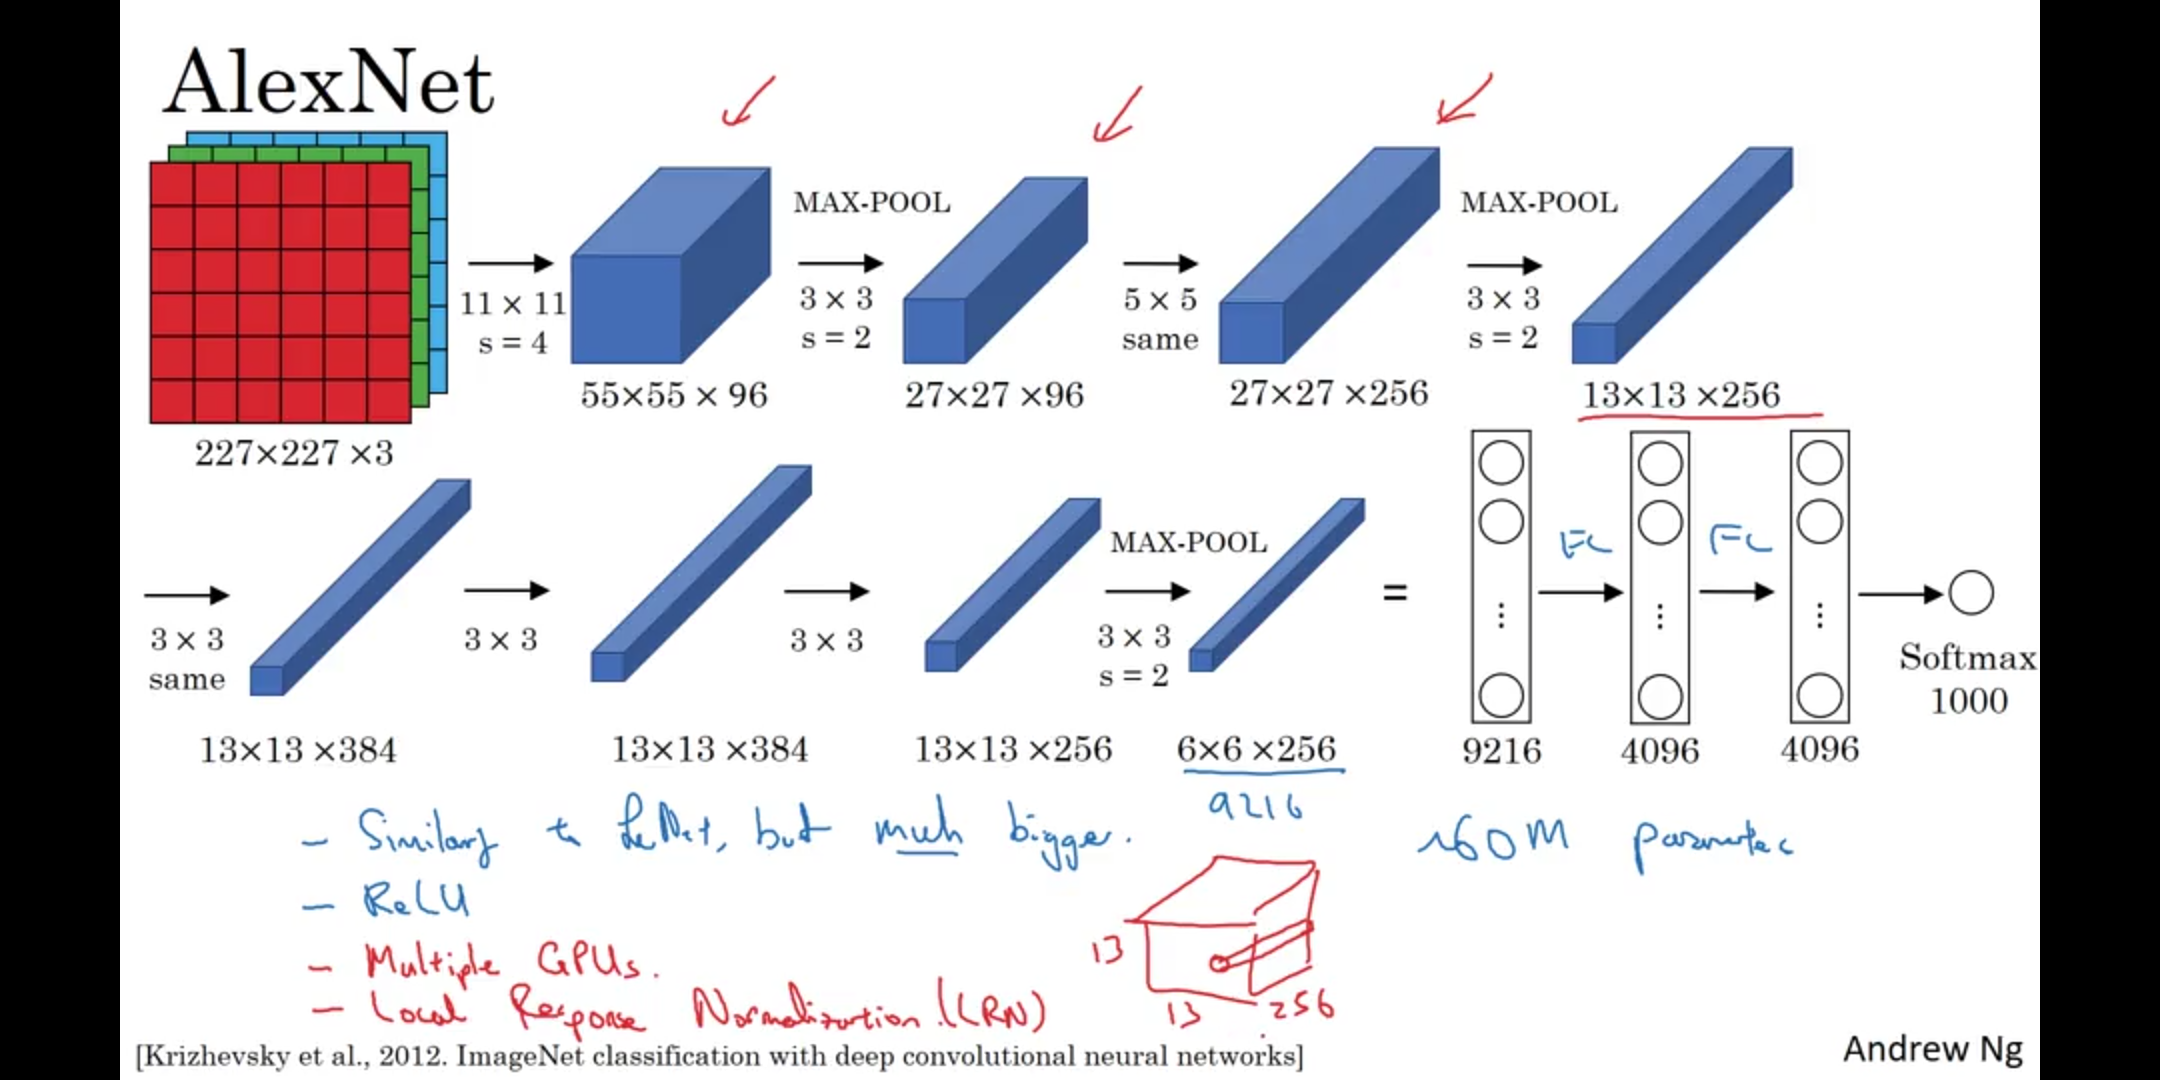 AlexNet
MAX-POOL
MAX-POOL
11 × 11
s = 4
3 × 3
s = 2
5 × 5
same
3 × 3
s = 2
227×227 ×3
55×55 × 96
27×27 ×96
27×27 ×256
13×13 ×256
MAX-POOL
FC
FC
3 × 3
same
3 × 3
3 × 3
3 × 3
s = 2
=
⋮
⋮
⋮
Softmax
1000
13×13 ×384
13×13 ×384
13×13 ×256
6×6 ×256
9216
4096
4096
9216
- Similarity to LeNet, but much bigger.
~60M parameters
- ReLU
- Multiple GPUs.
- Local Response Normalization (LRN)
13
13
256
[Krizhevsky et al., 2012. ImageNet classification with deep convolutional neural networks]
Andrew Ng